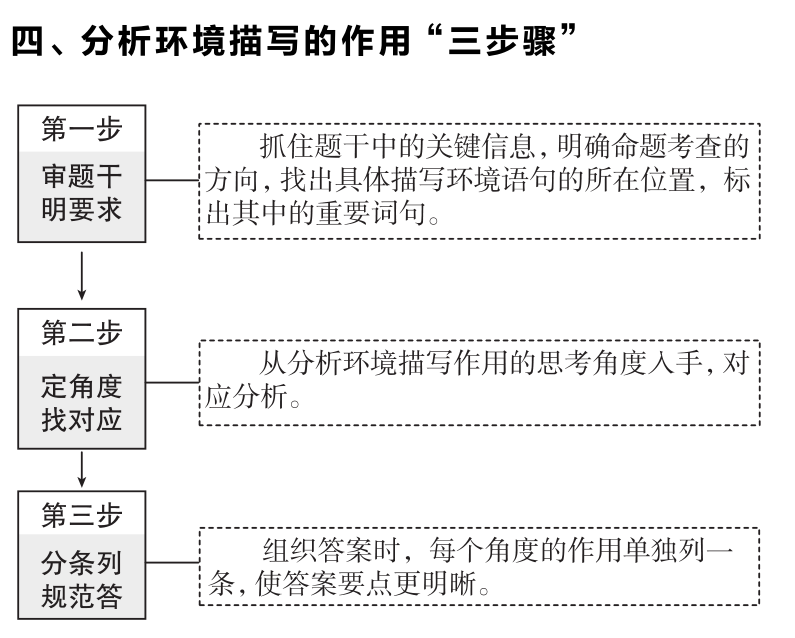 四、分析环境描写的作用“三步骤”
第一步
审题干
明要求
抓住题干中的关键信息，明确命题考查的
方向，找出具体描写环境语句的所在位置，标
出其中的重要词句。
第二步
定角度
找对应
从分析环境描写作用的思考角度入手，对
应分析。
第三步
分条列
规范答
组织答案时，每个角度的作用单独列一
条，使答案要点更明晰。